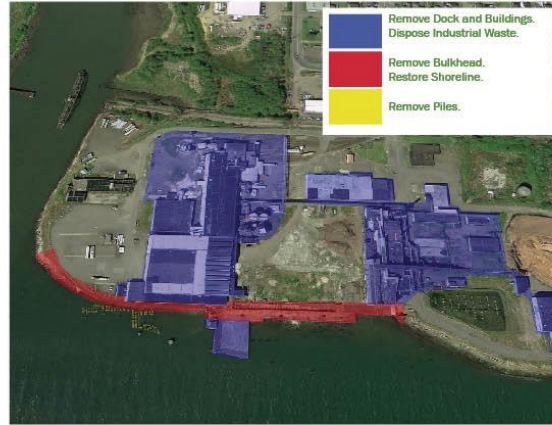 Remove Dock and Buildings.
Dispose Industrial Waste.
Remove Bulkhead.
Restore Shoreline.
Remove Piles.